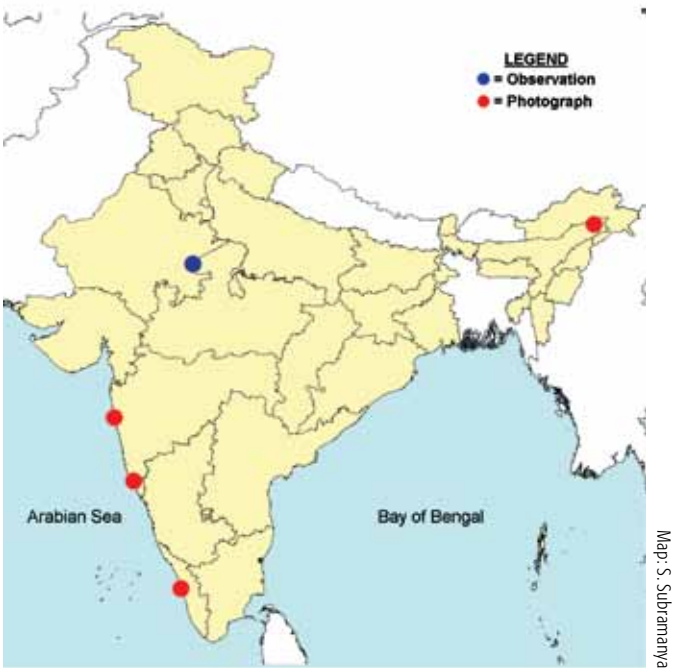 LEGEND
= Observation
= Photograph
Arabian Sea
Bay of Bengal
Map: S. Subramanya